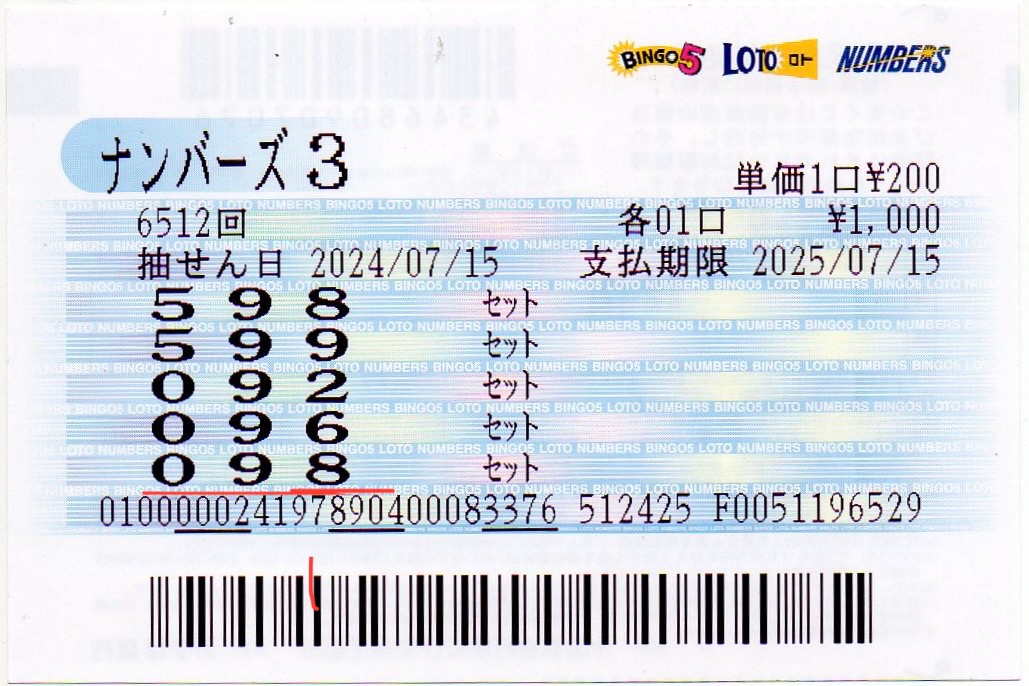 BINGO5 LOTO ロト NUMBERS
ナンバーズ3
単価1口¥200
6512回 各01口 ¥1,000
抽せん日 2024/07/15 支払期限 2025/07/15
598 セット
599 セット
092 セット
096 セット
098 セット
010000024197890400083376 512425 F0051196529